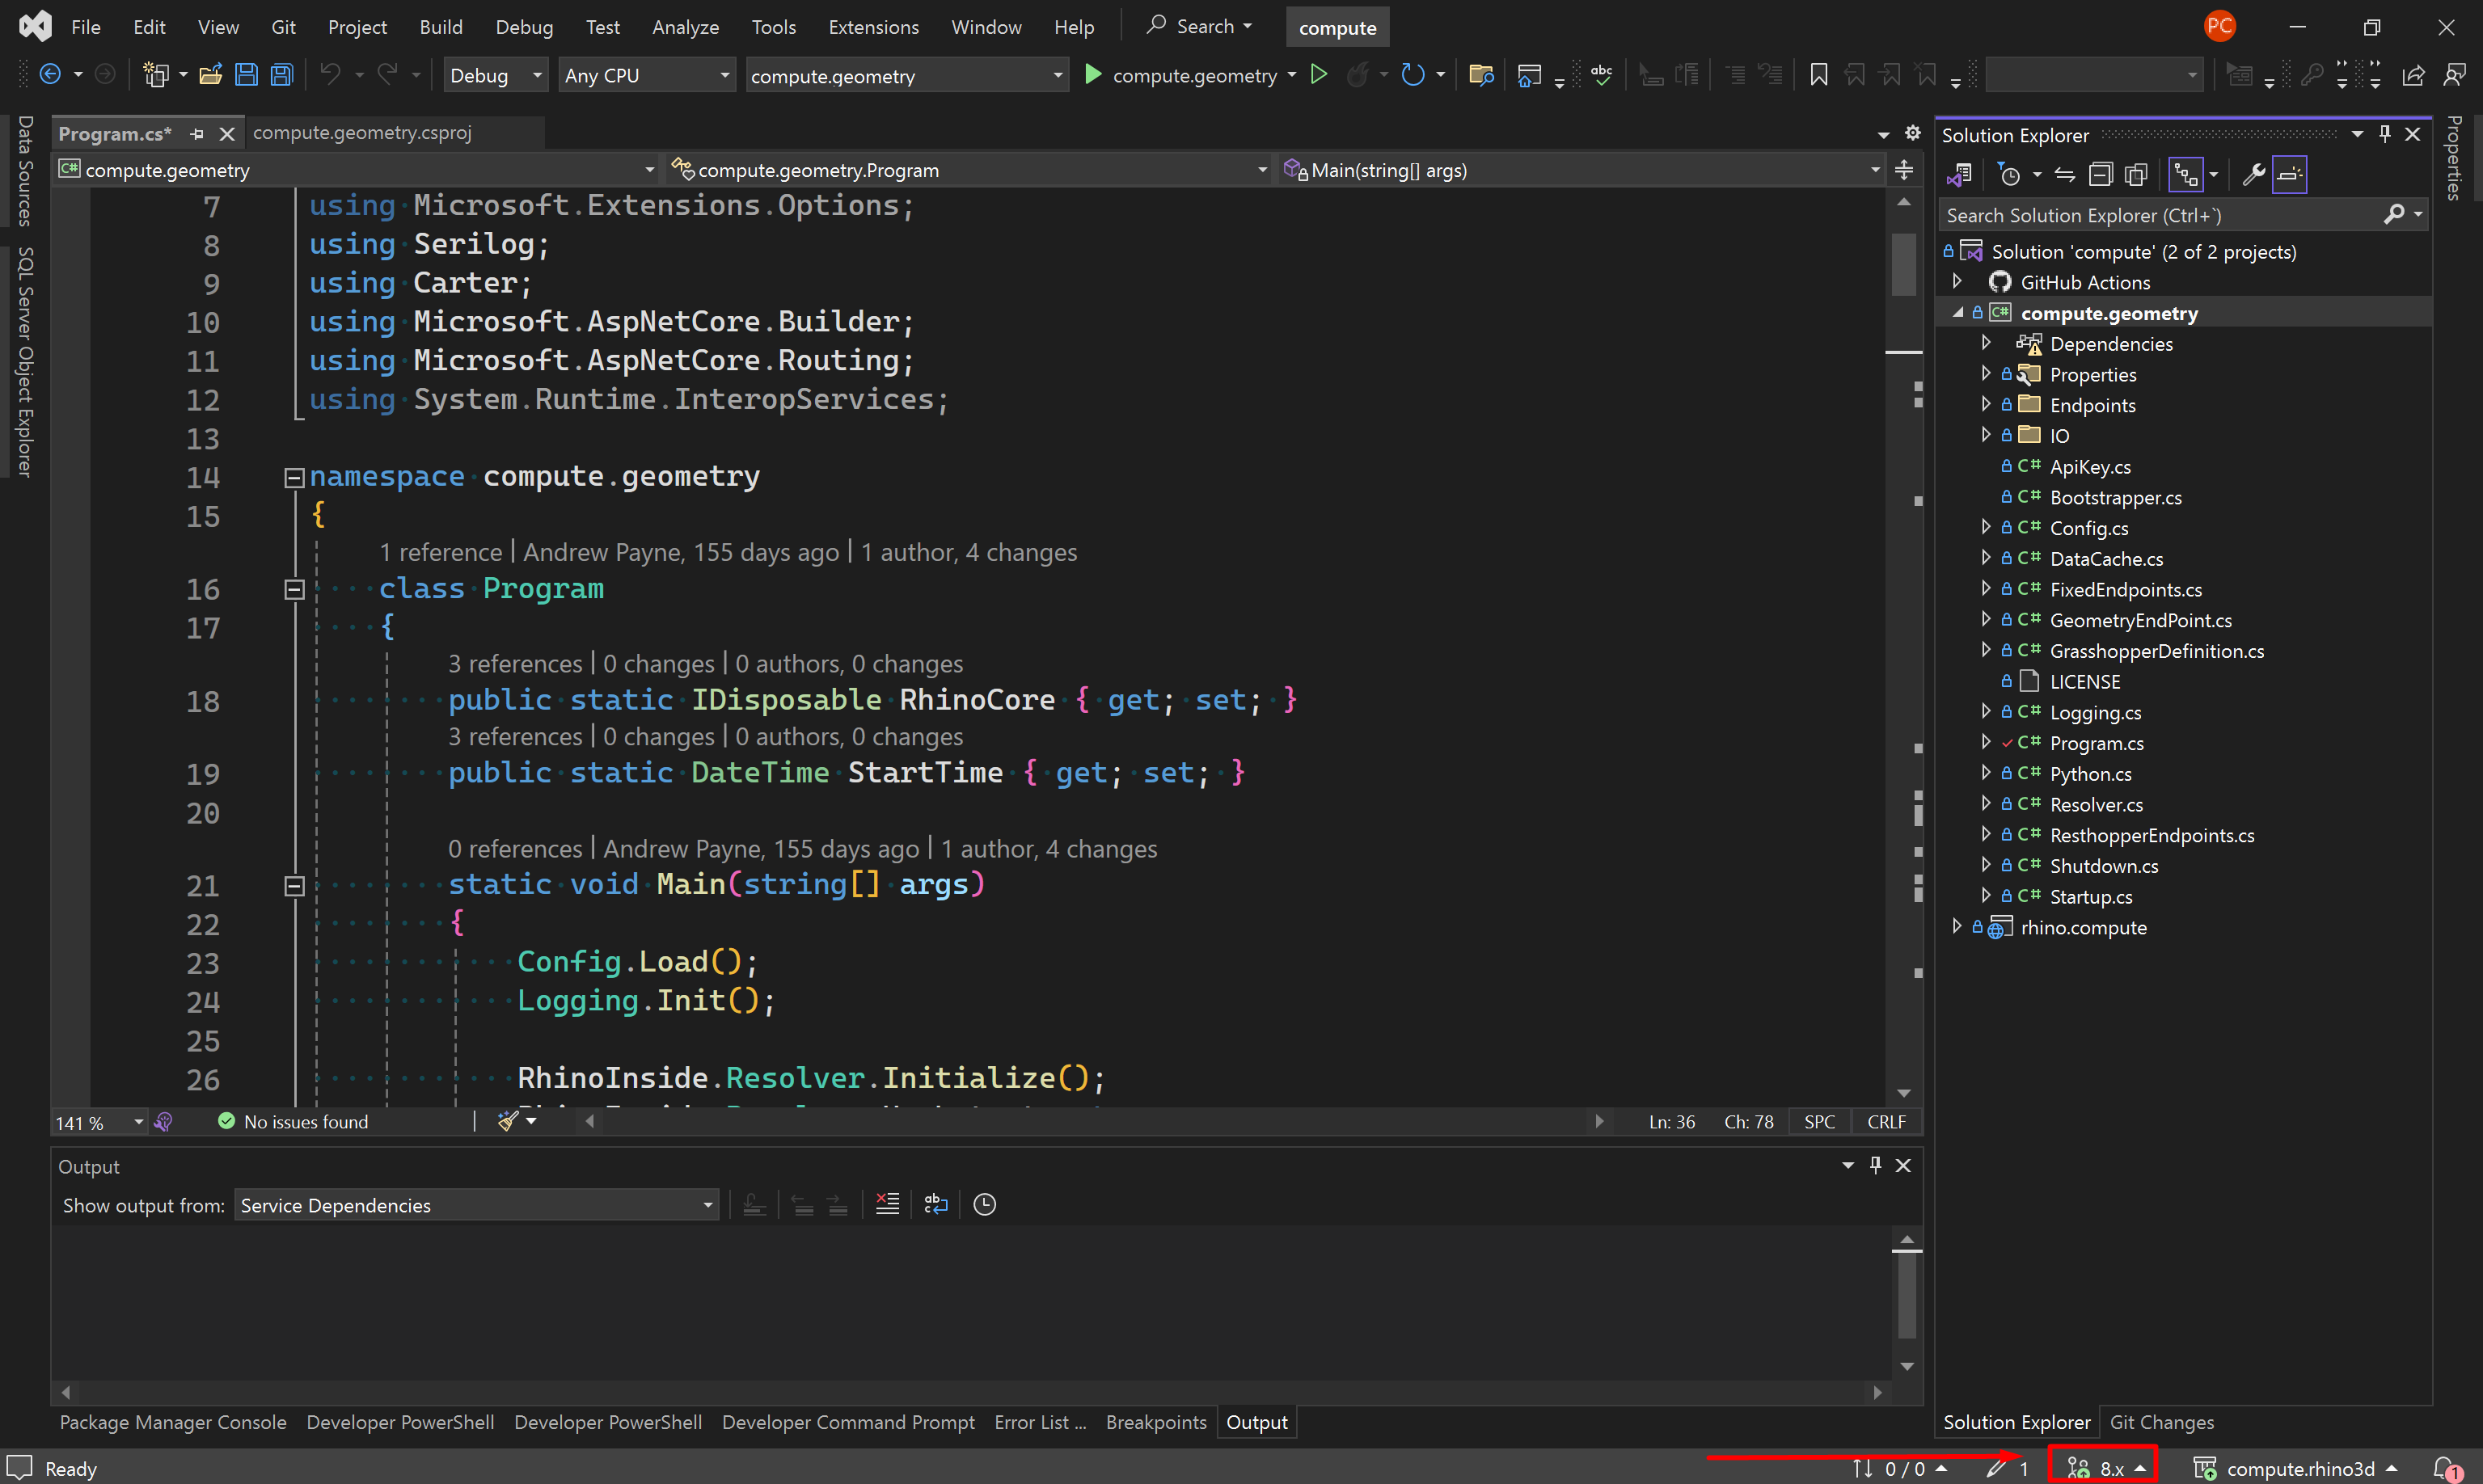 File Edit View Git Project Build Debug Test Analyze Tools Extensions Window Help Search compute PC
Debug Any CPU compute.geometry compute.geometry
Data Sources
SQL Server Object Explorer
Program.cs* compute.geometry.csproj
compute.geometry compute.geometry.Program Main(string[] args)
7 using Microsoft.Extensions.Options;
8 using Serilog;
9 using Carter;
10 using Microsoft.AspNetCore.Builder;
11 using Microsoft.AspNetCore.Routing;
12 using System.Runtime.InteropServices;
13
14 namespace compute.geometry
15 {
1 reference | Andrew Payne, 155 days ago | 1 author, 4 changes
16 class Program
17 {
3 references | 0 changes | 0 authors, 0 changes
18 public static IDisposable RhinoCore { get; set; }
3 references | 0 changes | 0 authors, 0 changes
19 public static DateTime StartTime { get; set; }
20
0 references | Andrew Payne, 155 days ago | 1 author, 4 changes
21 static void Main(string[] args)
22 {
23 Config.Load();
24 Logging.Init();
25
26 RhinoInside.Resolver.Initialize();
141 % No issues found Ln: 36 Ch: 78 SPC CRLF
Output
Show output from: Service Dependencies
Package Manager Console Developer PowerShell Developer PowerShell Developer Command Prompt Error List ... Breakpoints Output
Solution Explorer
Search Solution Explorer (Ctrl+`)
Solution 'compute' (2 of 2 projects)
GitHub Actions
C# compute.geometry
Dependencies
Properties
Endpoints
IO
C# ApiKey.cs
C# Bootstrapper.cs
C# Config.cs
C# DataCache.cs
C# FixedEndpoints.cs
C# GeometryEndPoint.cs
C# GrasshopperDefinition.cs
LICENSE
C# Logging.cs
C# Program.cs
C# Python.cs
C# Resolver.cs
C# ResthopperEndpoints.cs
C# Shutdown.cs
C# Startup.cs
rhino.compute
Solution Explorer Git Changes
Properties
Ready 0 / 0 1 8.x compute.rhino3d 1